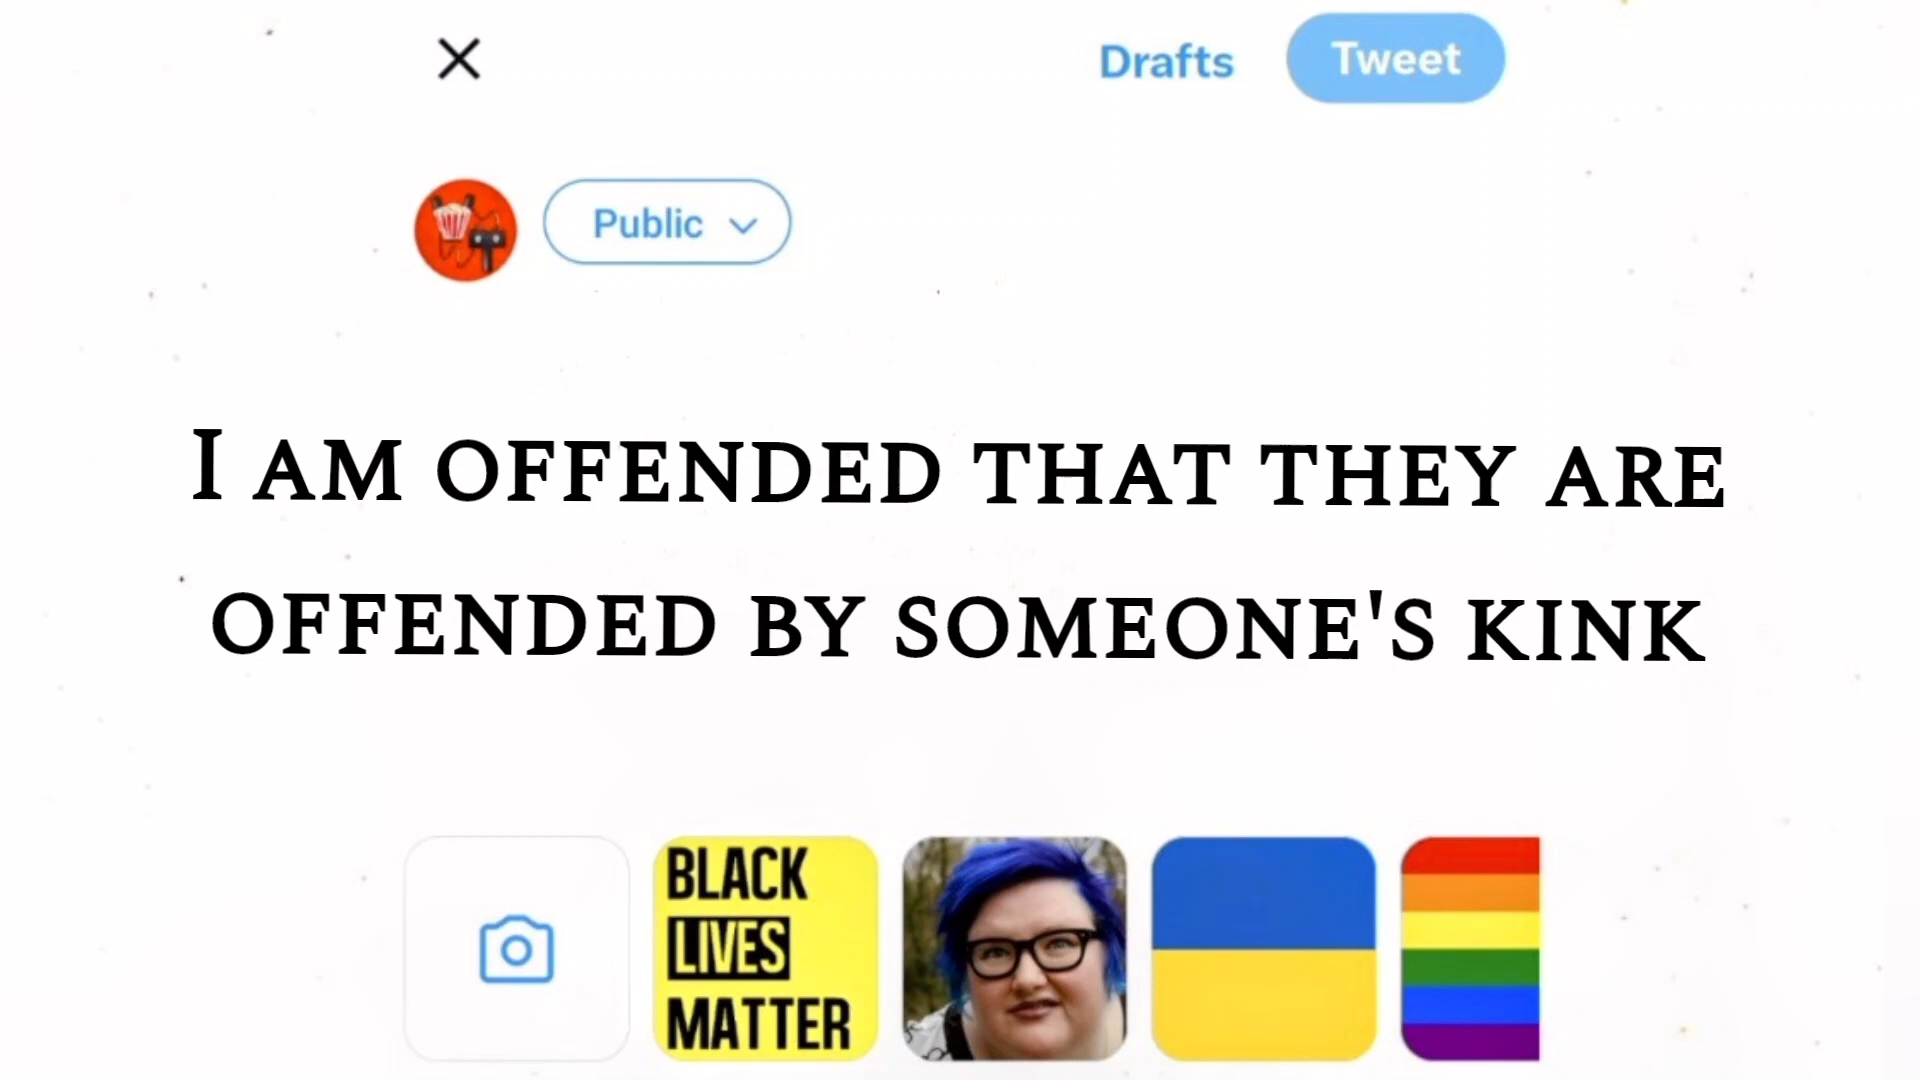 Drafts Tweet
Public
I AM OFFENDED THAT THEY ARE
OFFENDED BY SOMEONE'S KINK
BLACK
LIVES
MATTER